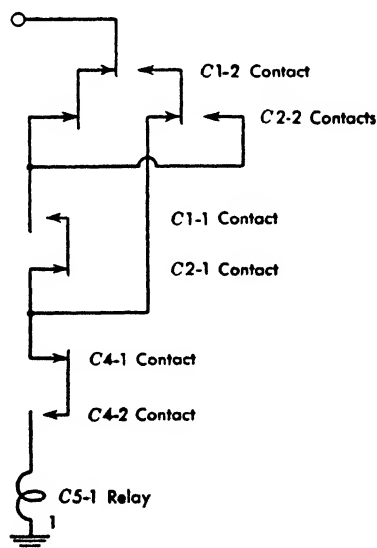 C1-2 Contact
C2-2 Contacts
C1-1 Contact
C2-1 Contact
C4-1 Contact
C4-2 Contact
C5-1 Relay
1